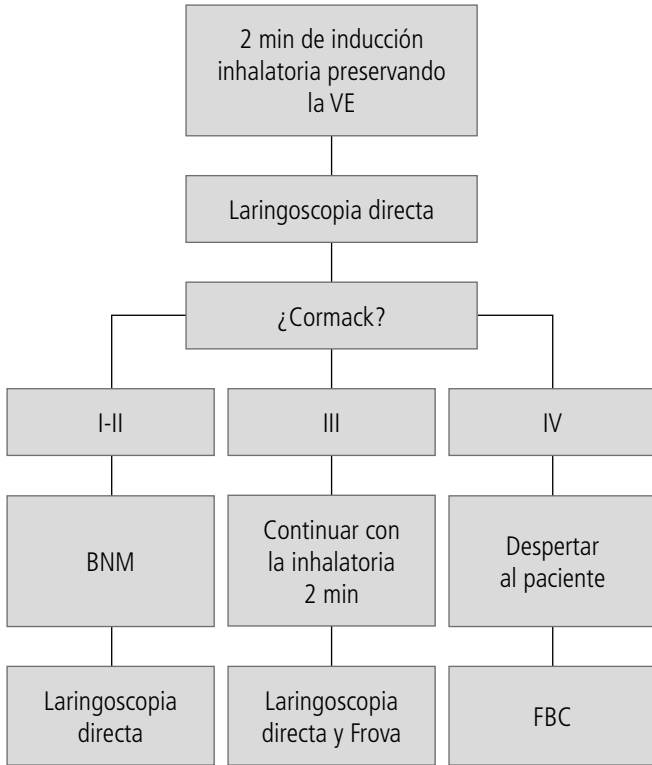 2 min de inducción
inhalatoria preservando
la VE
Laringoscopia directa
¿Cormack?
I-II
III
IV
BNM
Continuar con
la inhalatoria
2 min
Despertar
al paciente
Laringoscopia
directa
Laringoscopia
directa y Frova
FBC